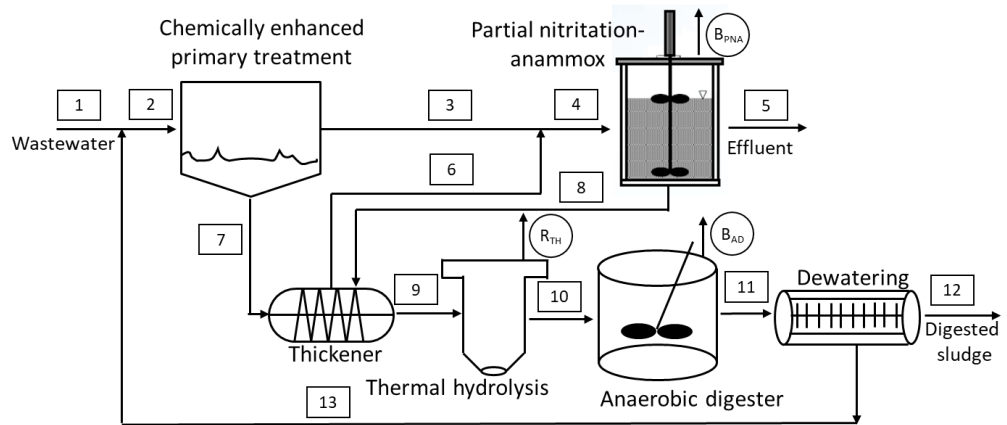 Chemically enhanced
primary treatment
Partial nitritation-
anammox
B_PNA
1
2
3
4
5
Wastewater
Effluent
6
8
7
R_TH
B_AD
9
10
11
Dewatering
12
Thickener
Digested
sludge
Thermal hydrolysis
Anaerobic digester
13